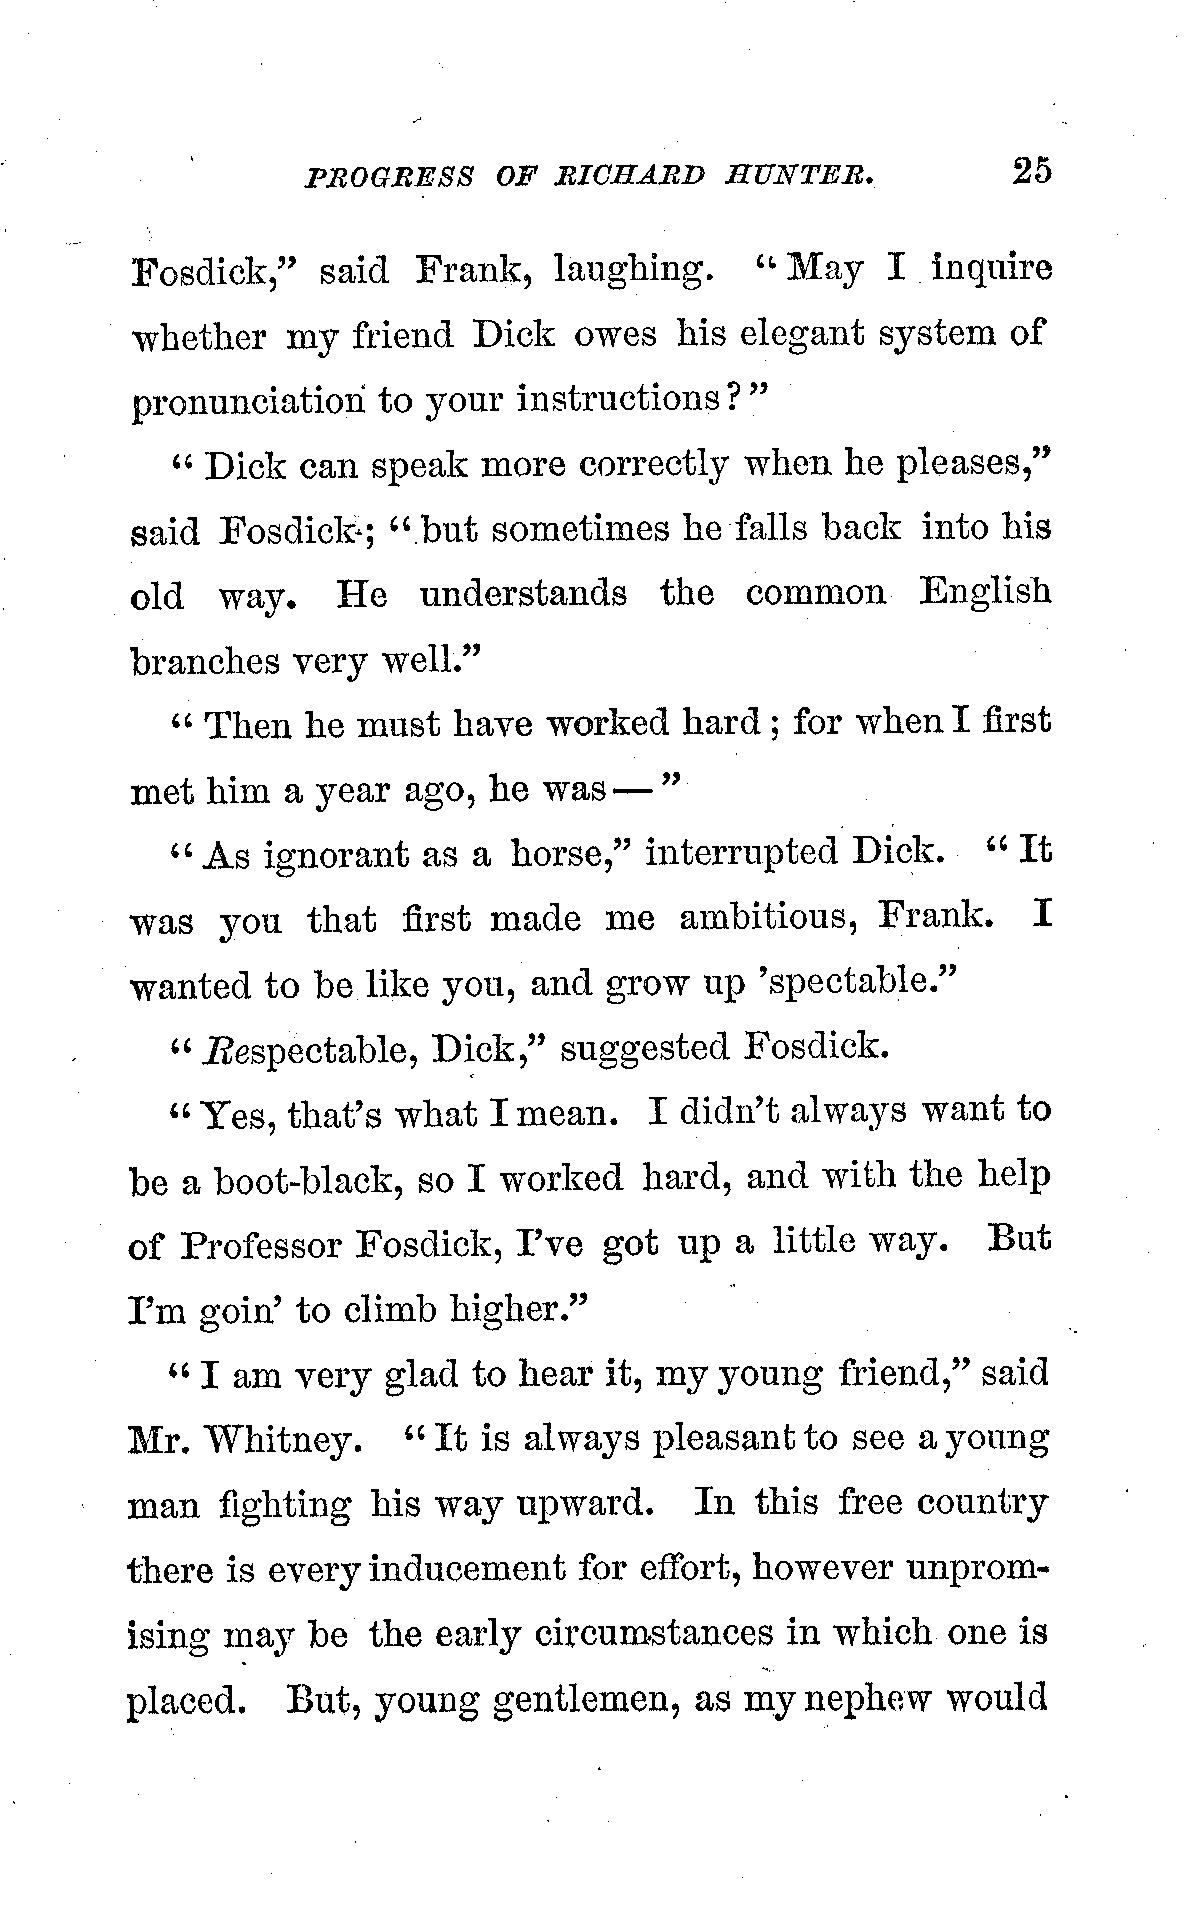 PROGRESS OF RICHARD HUNTER. 25
Fosdick,” said Frank, laughing. “May I inquire
whether my friend Dick owes his elegant system of
pronunciation to your instructions?”
“Dick can speak more correctly when he pleases,”
said Fosdick; “but sometimes he falls back into his
old way. He understands the common English
branches very well.”
“Then he must have worked hard; for when I first
met him a year ago, he was—”
“As ignorant as a horse,” interrupted Dick. “It
was you that first made me ambitious, Frank. I
wanted to be like you, and grow up ’spectable.”
“Respectable, Dick,” suggested Fosdick.
“Yes, that’s what I mean. I didn’t always want to
be a boot-black, so I worked hard, and with the help
of Professor Fosdick, I’ve got up a little way. But
I’m goin’ to climb higher.”
“I am very glad to hear it, my young friend,” said
Mr. Whitney. “It is always pleasant to see a young
man fighting his way upward. In this free country
there is every inducement for effort, however unprom-
ising may be the early circumstances in which one is
placed. But, young gentlemen, as my nephew would